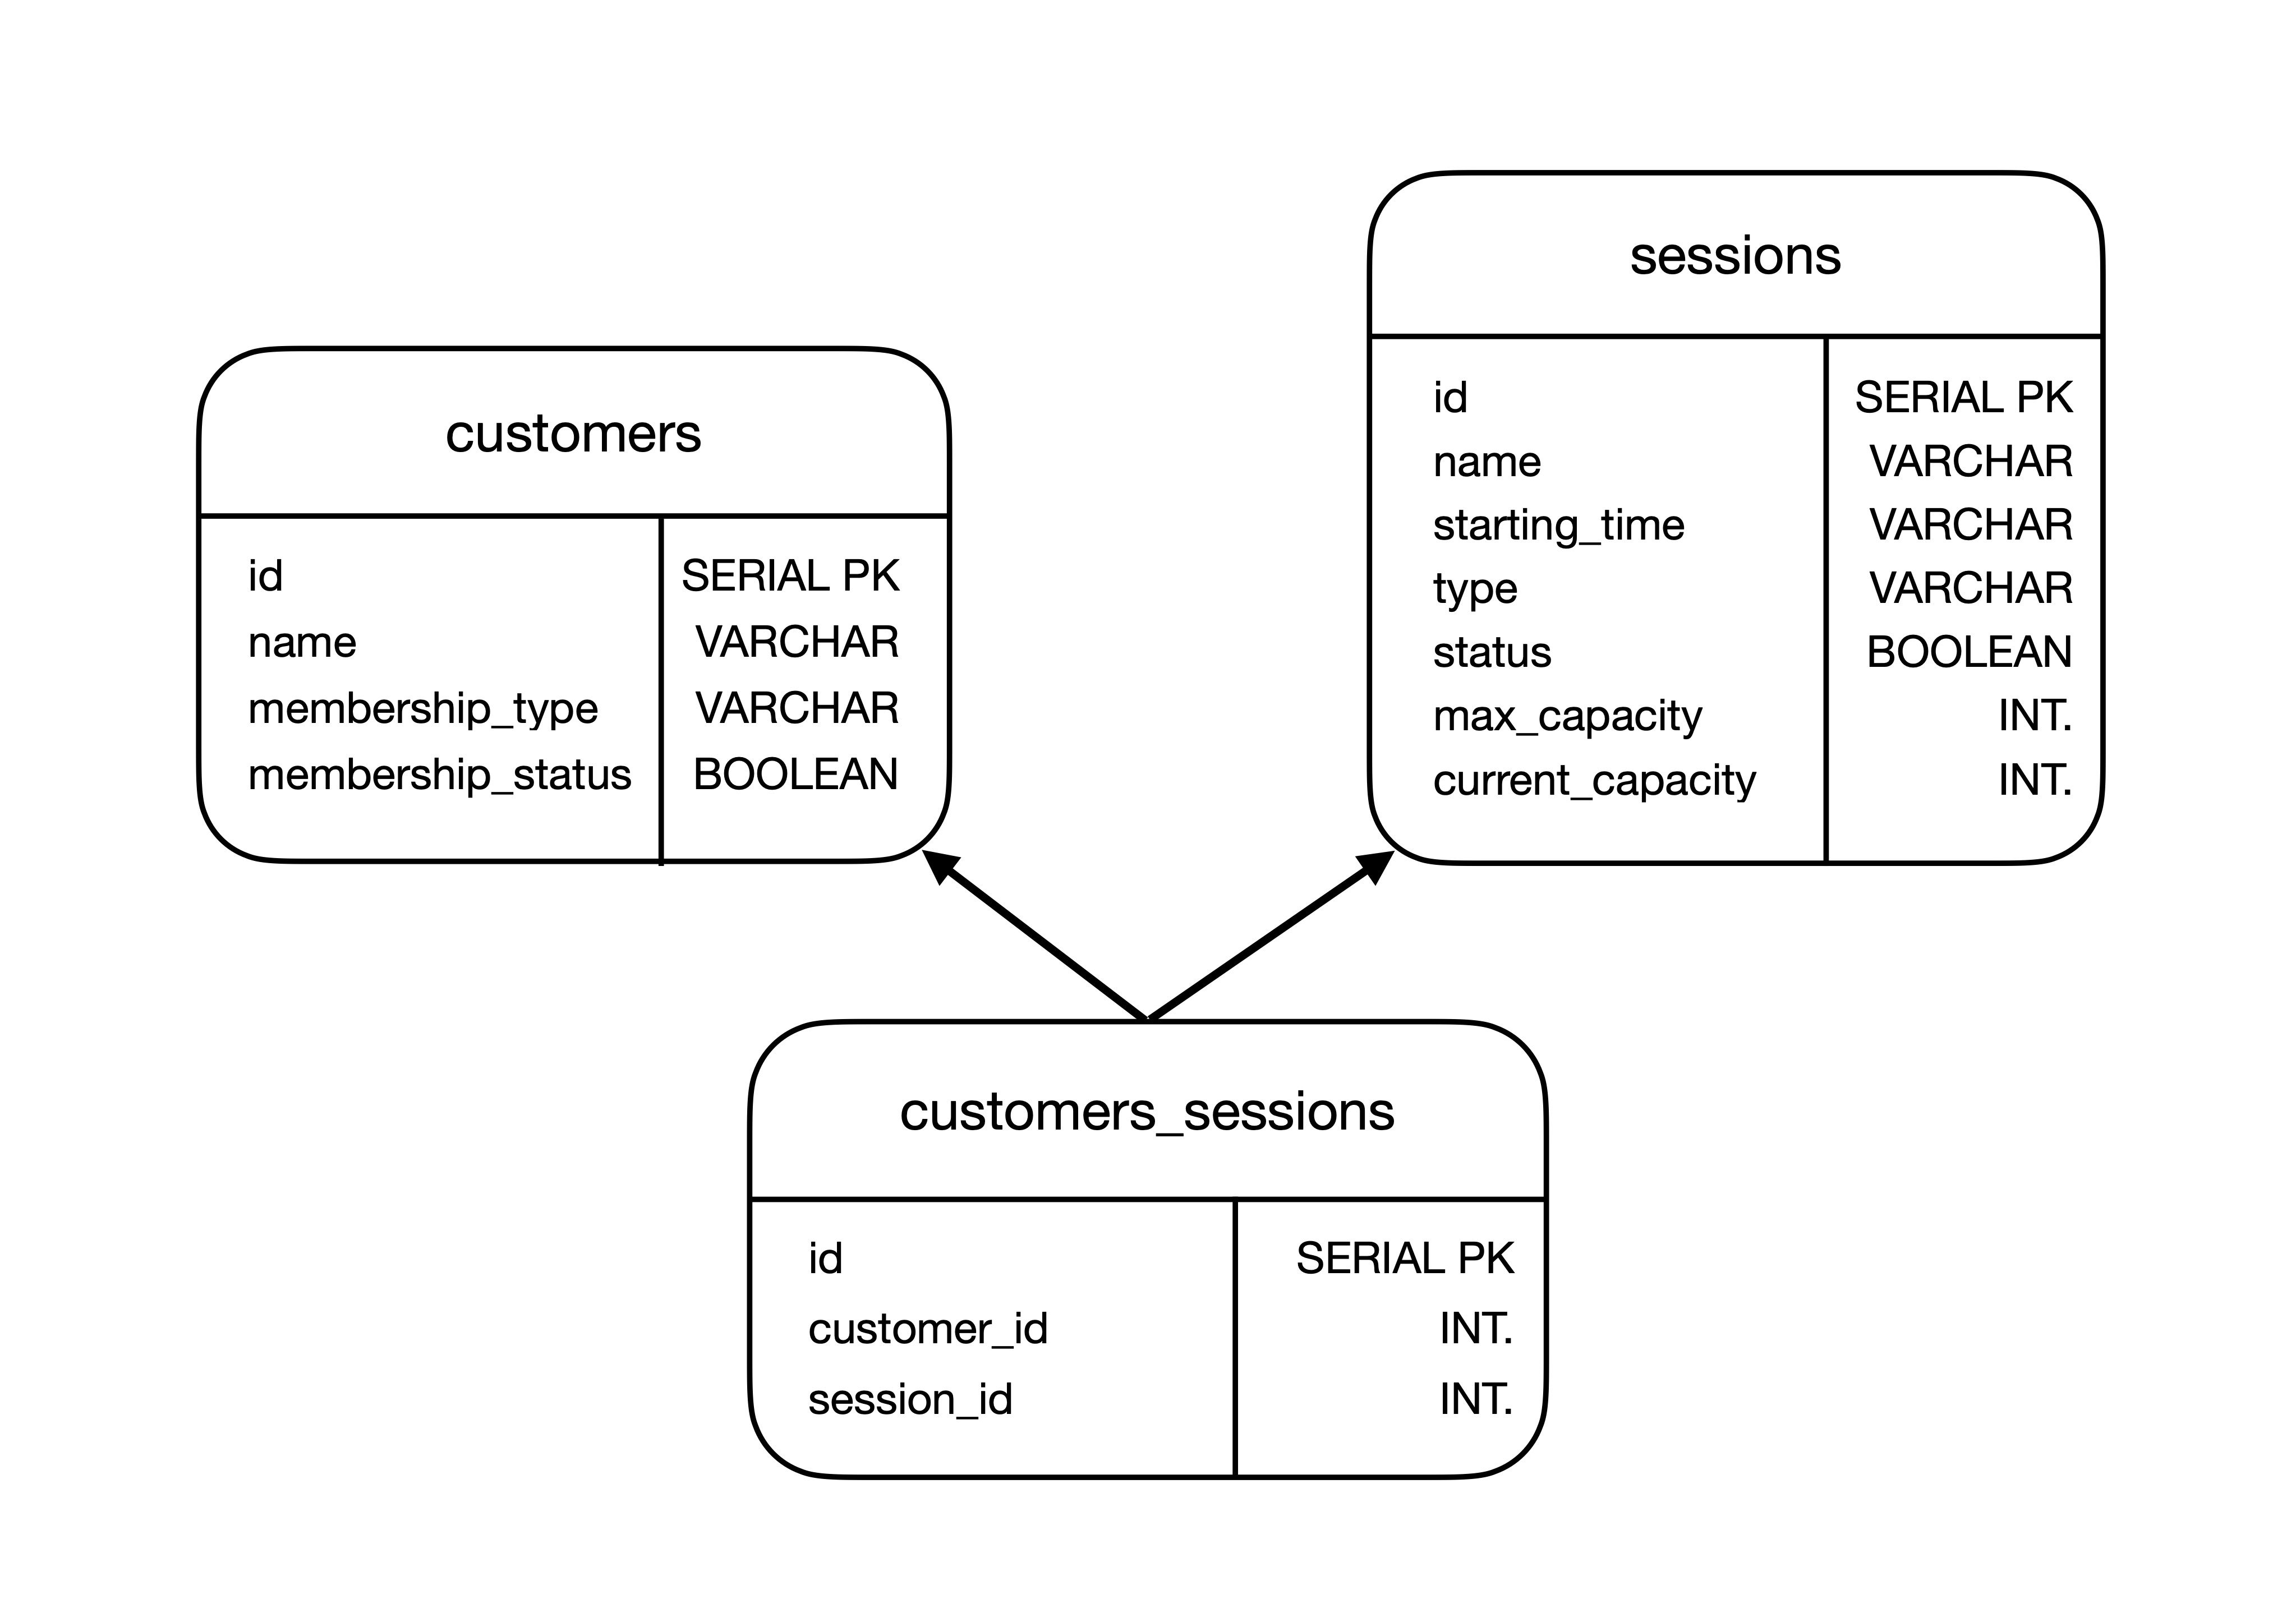 customers
id SERIAL PK
name VARCHAR
membership_type VARCHAR
membership_status BOOLEAN
sessions
id SERIAL PK
name VARCHAR
starting_time VARCHAR
type VARCHAR
status BOOLEAN
max_capacity INT.
current_capacity INT.
customers_sessions
id SERIAL PK
customer_id INT.
session_id INT.